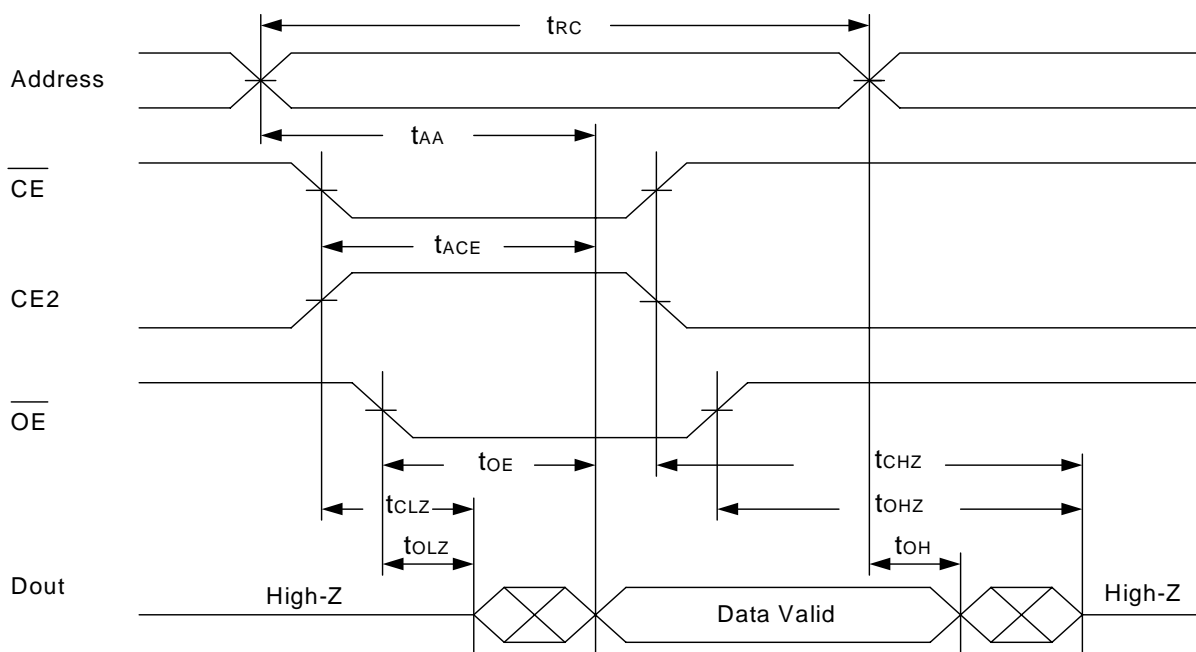 tRC
Address
tAA
CE
tACE
CE2
OE
tOE
tCHZ
tCLZ
tOHZ
tOLZ
tOH
Dout
High-Z
Data Valid
High-Z